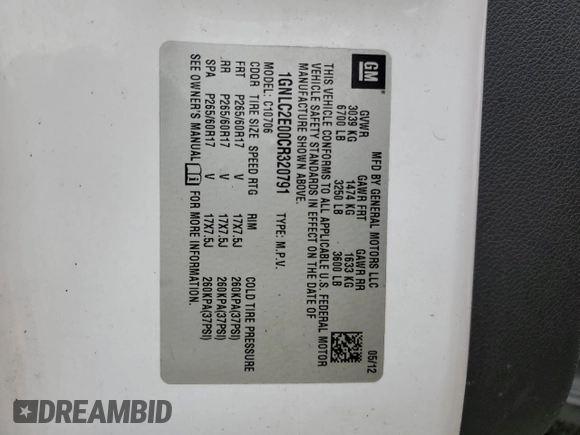 GM
MFD BY GENERAL MOTORS LLC
05/12
GVWR GAWR FRT GAWR RR
3039 KG 1474 KG 1633 KG
6700 LB 3250 LB 3600 LB
THIS VEHICLE CONFORMS TO ALL APPLICABLE U.S. FEDERAL MOTOR
VEHICLE SAFETY STANDARDS IN EFFECT ON THE DATE OF
MANUFACTURE SHOWN ABOVE.
1GNLC2E00CR320791 TYPE: M.P.V.
MODEL: C10706
CDOR TIRE SIZE SPEED RTG RIM COLD TIRE PRESSURE
FRT P265/60R17 V 17X7.5J 260KPA(37PSI)
RR P265/60R17 V 17X7.5J 260KPA(37PSI)
SPA P265/60R17 V 17X7.5J 260KPA(37PSI)
SEE OWNER'S MANUAL i FOR MORE INFORMATION.
DREAMBID